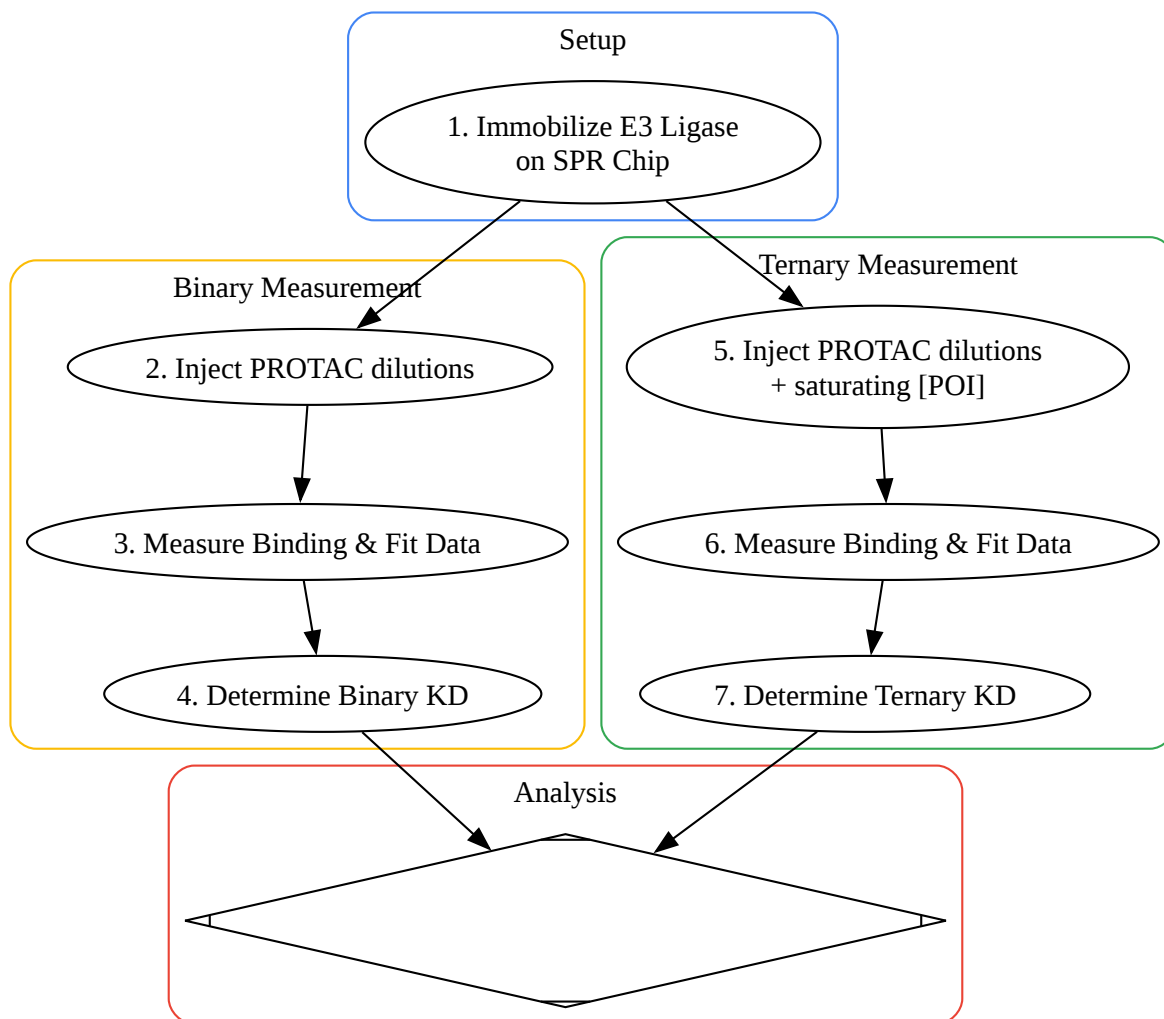 Setup
1. Immobilize E3 Ligase
on SPR Chip
Binary Measurement
2. Inject PROTAC dilutions
3. Measure Binding & Fit Data
4. Determine Binary KD
Ternary Measurement
5. Inject PROTAC dilutions
+ saturating [POI]
6. Measure Binding & Fit Data
7. Determine Ternary KD
Analysis